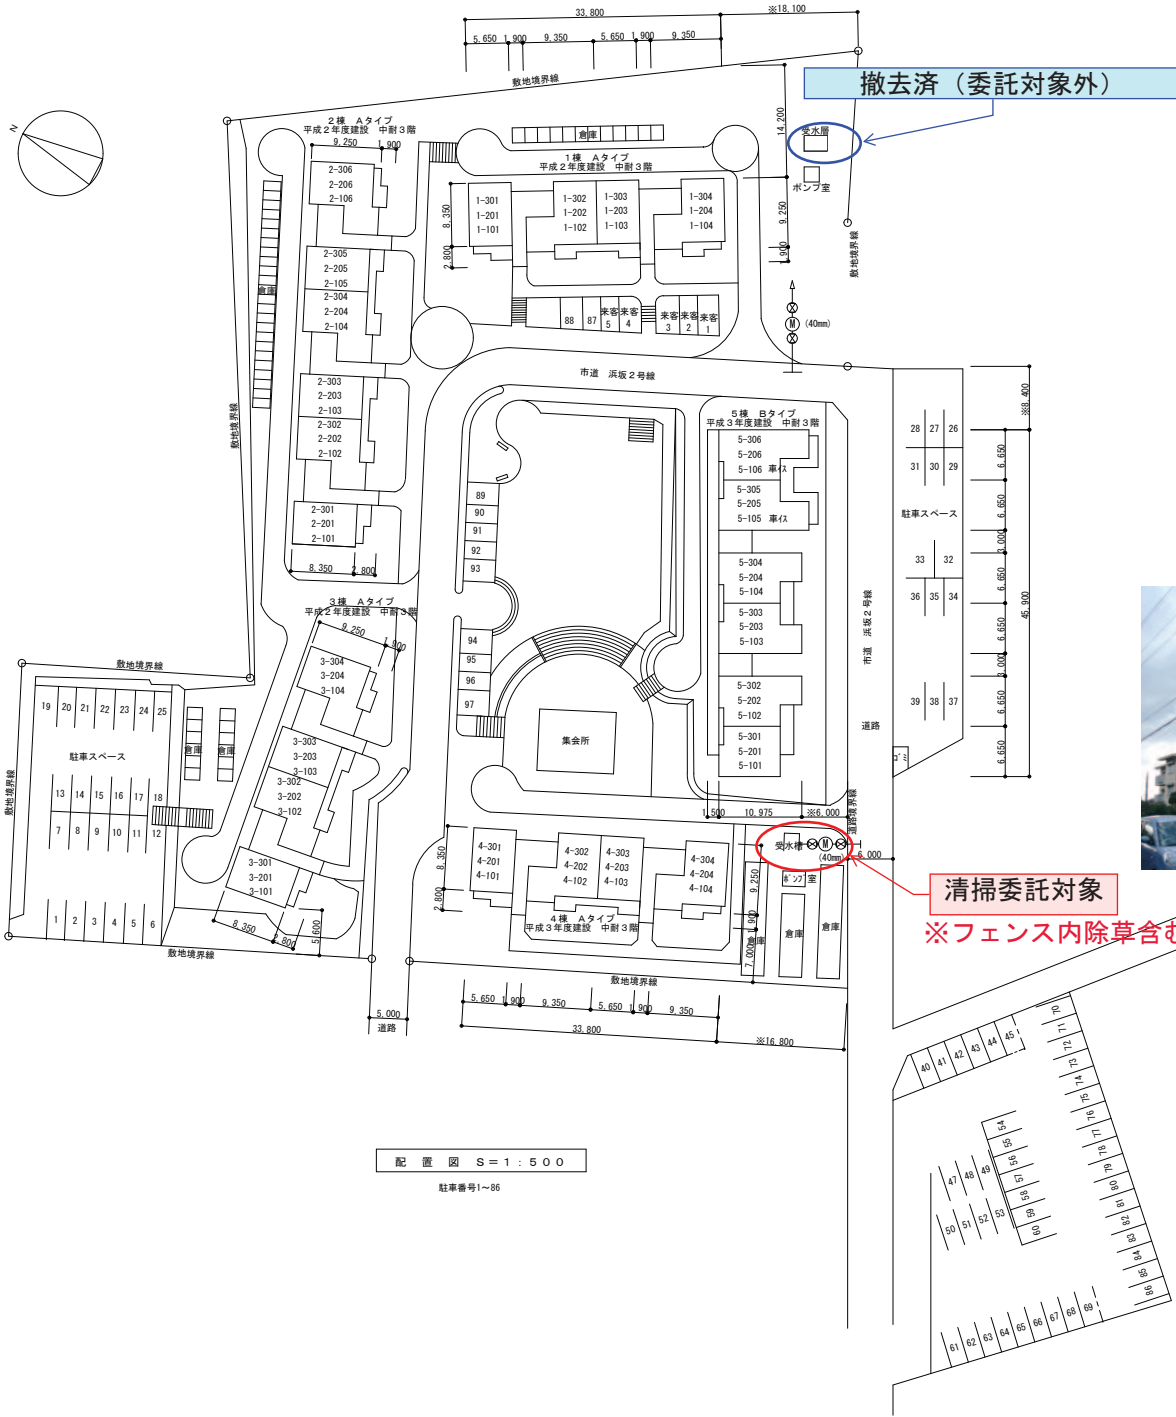 33.800
※18.100
5.650 1.900 9.350 5.650 1.900 9.350
敷地境界線
撤去済（委託対象外）
N
2棟 Aタイプ
平成2年度建設 中耐3階
9.250 1.900
倉庫
14.200
受水層
ポンプ室
1棟 Aタイプ
平成2年度建設 中耐3階
2-306
2-206
2-106
8.350
2.800
1-301
1-201
1-101
1-302
1-202
1-102
1-303
1-203
1-103
1-304
1-204
1-104
9.250
1.900
敷地境界線
2-305
2-205
2-105
2-304
2-204
2-104
倉庫
88
87
来客
5
来客
4
来客
3
来客
2
来客
1
M
(40mm)
市道 浜坂2号線
敷地境界線
2-303
2-203
2-103
2-302
2-202
2-102
5棟 Bタイプ
平成3年度建設 中耐3階
5-306
5-206
5-106 車イス
5-305
5-205
5-105 車イス
※8.400
28 27 26
31 30 29
駐車スペース
33 32
36 35 34
39 38 37
6.650
6.650
3.000
6.650
6.650
3.000
6.650
6.650
45.900
2-301
2-201
2-101
8.350 2.800
89
90
91
92
93
5-304
5-204
5-104
5-303
5-203
5-103
市道 浜坂2号線
道路
3棟 Aタイプ
平成2年度建設 中耐3階
9.250 1.900
94
95
96
97
敷地境界線
3-304
3-204
3-104
5-302
5-202
5-102
5-301
5-201
5-101
19 20 21 22 23 24 25
駐車スペース
倉庫
倉庫
3-303
3-203
3-103
3-302
3-202
3-102
集会所
ゴミ
敷地境界線
13 14 15 16 17 18
7 8 9 10 11 12
1.500 10.975 ※6.000
道路境界線
3-301
3-201
3-101
8.350
2.800
4-301
4-201
4-101
4-302
4-202
4-102
4-303
4-203
4-103
4-304
4-204
4-104
受水槽
M
(40mm)
6.000
ポンプ室
清掃委託対象
※フェンス内除草含む
1 2 3 4 5 6
8.350
2.800
5.600
4棟 Aタイプ
平成3年度建設 中耐3階
9.250
1.900
7.000
倉庫
倉庫
倉庫
敷地境界線
敷地境界線
5.000
道路
5.650 1.900 9.350 5.650 1.900 9.350
33.800
※16.800
40 41 42 43 44 45
70
71
72
73
74
75
76
77
78
79
80
81
82
83
84
85
86
54
55
56
57
58
59
60
47 48 49
50 51 52 53
61 62 63 64 65 66 67 68 69
配置図 S=1:500
駐車番号1～86